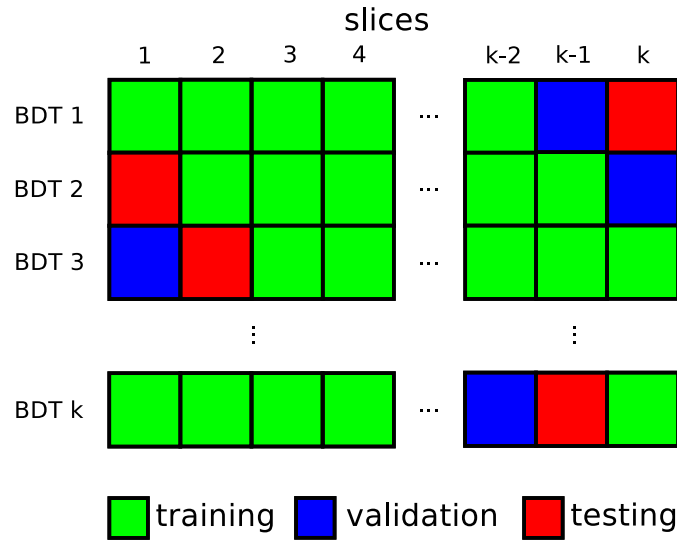 slices
1 2 3 4 k-2 k-1 k
BDT 1 ... 
BDT 2 ...
BDT 3 ...
⋮ ⋮
BDT k ...
training validation testing